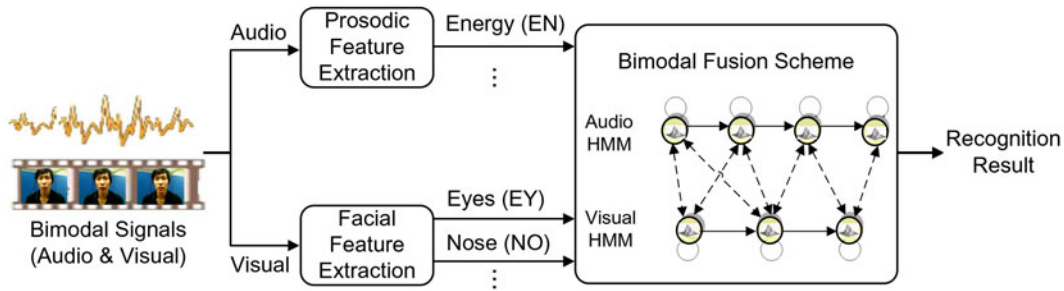 Audio
Prosodic
Feature
Extraction
Energy (EN)
⋮
Bimodal Signals
(Audio & Visual)
Visual
Facial
Feature
Extraction
Eyes (EY)
Nose (NO)
⋮
Bimodal Fusion Scheme
Audio
HMM
Visual
HMM
Recognition
Result